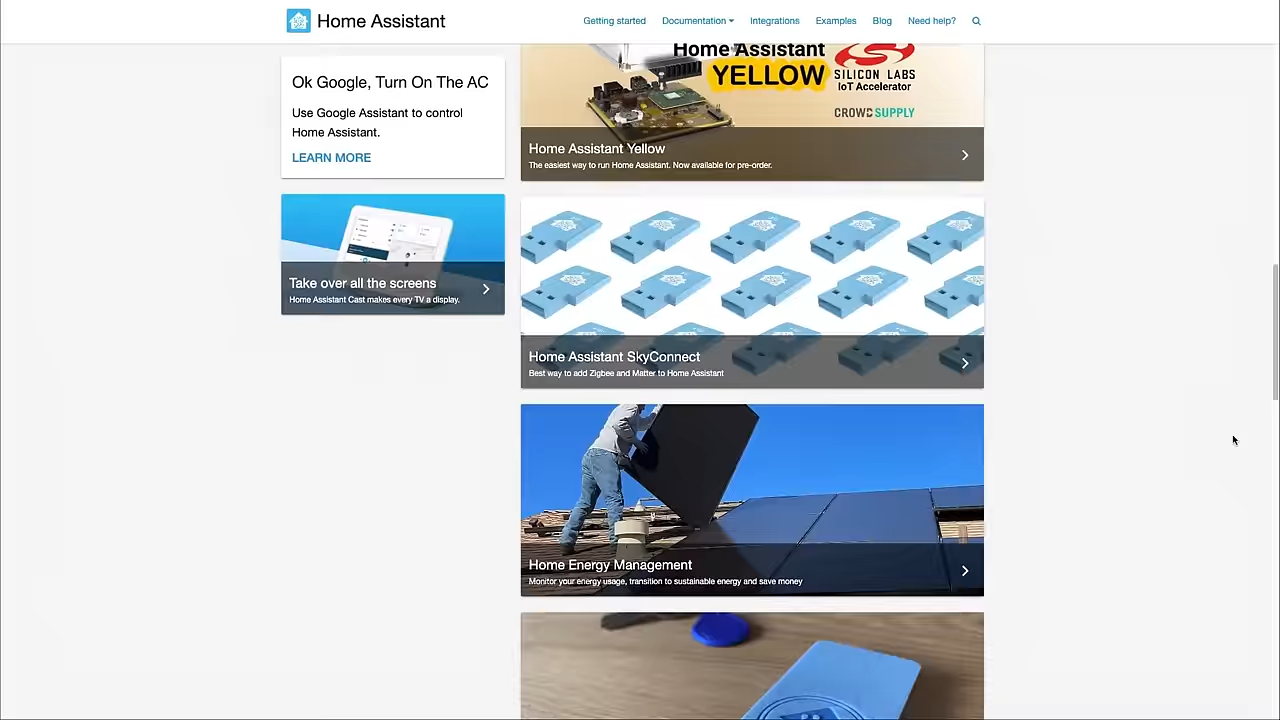 Home Assistant
Getting started
Documentation
Integrations
Examples
Blog
Need help?
Ok Google, Turn On The AC
Use Google Assistant to control
Home Assistant.
LEARN MORE
Take over all the screens
Home Assistant Cast makes every TV a display.
Home Assistant
YELLOW
SILICON LABS
IoT Accelerator
CROWD SUPPLY
Home Assistant Yellow
The easiest way to run Home Assistant. Now available for pre-order.
Home Assistant SkyConnect
Best way to add Zigbee and Matter to Home Assistant
Home Energy Management
Monitor your energy usage, transition to sustainable energy and save money